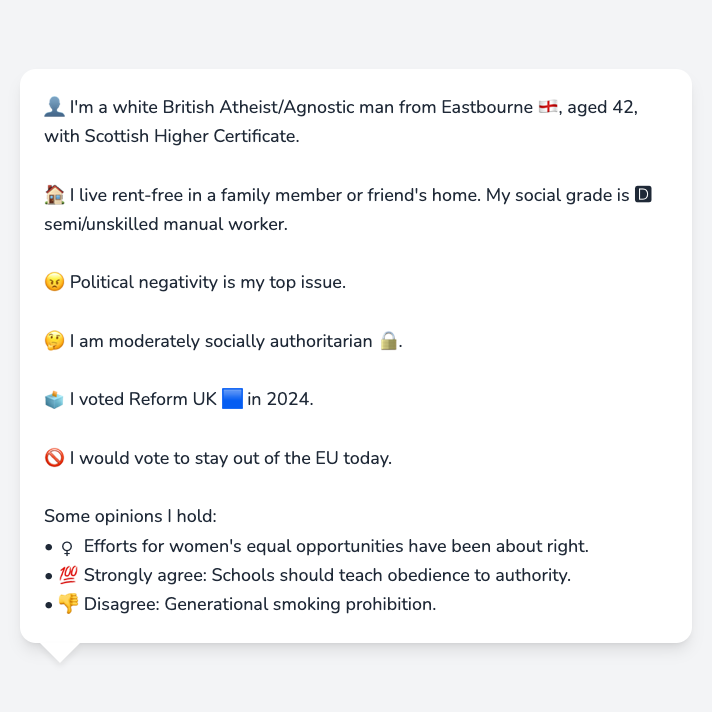 👤 I'm a white British Atheist/Agnostic man from Eastbourne 🏴󠁧󠁢󠁥󠁮󠁧󠁿, aged 42,
with Scottish Higher Certificate.
🏠 I live rent-free in a family member or friend's home. My social grade is 🅳
semi/unskilled manual worker.
😠 Political negativity is my top issue.
🤔 I am moderately socially authoritarian 🔒.
🗳️ I voted Reform UK 🟦 in 2024.
🚫 I would vote to stay out of the EU today.
Some opinions I hold:
• ♀ Efforts for women's equal opportunities have been about right.
• 💯 Strongly agree: Schools should teach obedience to authority.
• 👎 Disagree: Generational smoking prohibition.